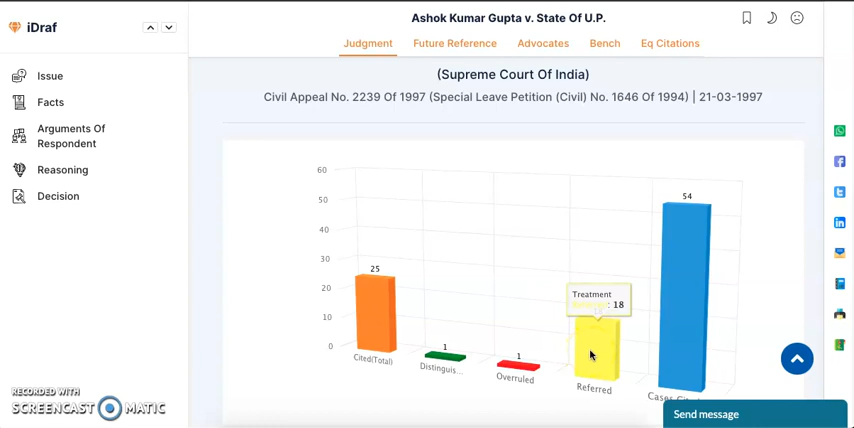 Ashok Kumar Gupta v. State Of U.P.
iDraf
Judgment
Future Reference
Advocates
Bench
Eq Citations
Issue
Facts
Arguments Of
Respondent
Reasoning
Decision
(Supreme Court Of India)
Civil Appeal No. 2239 Of 1997 (Special Leave Petition (Civil) No. 1646 Of 1994) | 21-03-1997
60
50
40
30
20
10
0
25
1
1
54
Treatment
: 18
Cited(Total)
Distinguis...
Overruled
Referred
Cases
RECORDED WITH
SCREENCAST MATIC
Send message